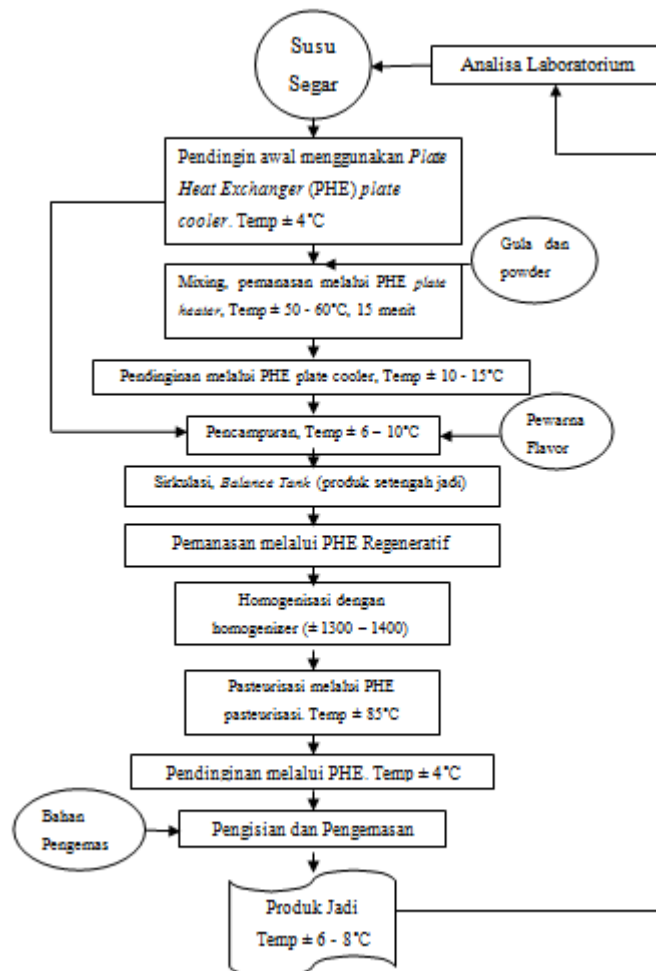 Susu
Segar
Analisa Laboratorium
Pendingin awal menggunakan Plate
Heat Exchanger (PHE) plate
cooler. Temp ± 4°C
Gula dan
powder
Mixing, pemanasan melalui PHE plate
heater, Temp ± 50 - 60°C, 15 menit
Pendinginan melalui PHE plate cooler, Temp ± 10 - 15°C
Pencampuran, Temp ± 6 – 10°C
Pewarna
Flavor
Sirkulasi, Balance Tank (produk setengah jadi)
Pemanasan melalui PHE Regeneratif
Homogenisasi dengan
homogenizer (± 1300 – 1400)
Pasteurisasi melalui PHE
pasteurisasi. Temp ± 85°C
Pendinginan melalui PHE. Temp ± 4°C
Bahan
Pengemas
Pengisian dan Pengemasan
Produk Jadi
Temp ± 6 - 8°C